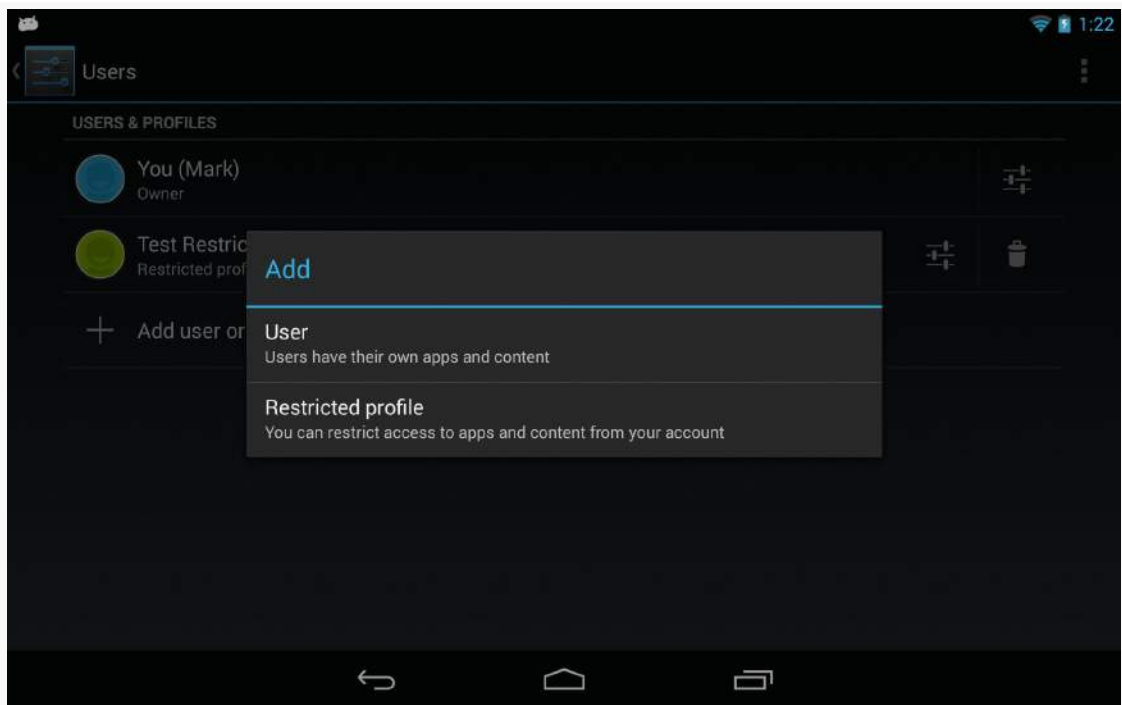 1:22
Users
USERS & PROFILES
You (Mark)
Owner
Test Restric
Restricted prof
Add user or
Add
User
Users have their own apps and content
Restricted profile
You can restrict access to apps and content from your account